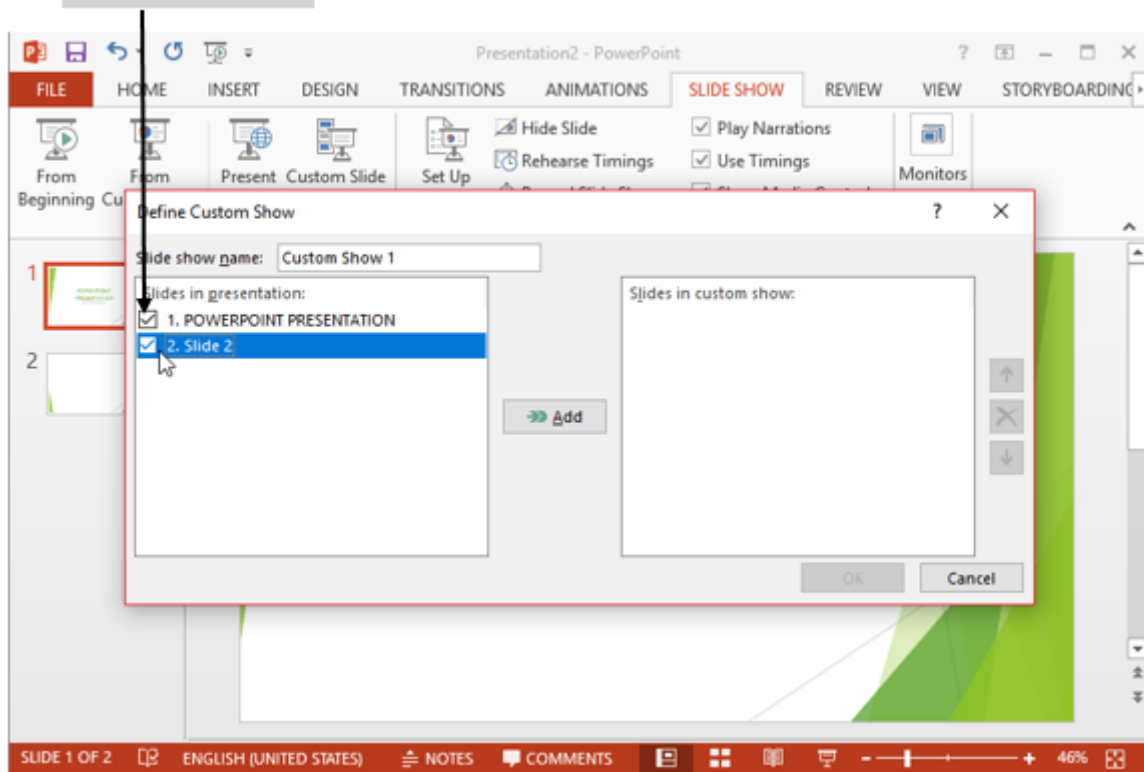 Presentation2 - PowerPoint
FILE HOME INSERT DESIGN TRANSITIONS ANIMATIONS SLIDE SHOW REVIEW VIEW STORYBOARDING
From Beginning
From
Present
Custom Slide
Set Up
Hide Slide
Rehearse Timings
Play Narrations
Use Timings
Monitors
Define Custom Show
Slide show name: Custom Show 1
Slides in presentation:
1. POWERPOINT PRESENTATION
2. Slide 2
Add
Slides in custom show:
OK Cancel
1
2
SLIDE 1 OF 2 ENGLISH (UNITED STATES) NOTES COMMENTS 46%